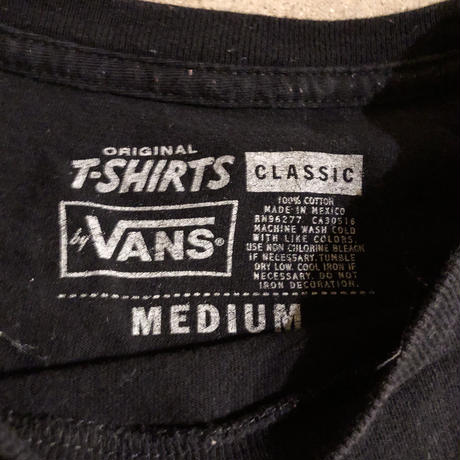 ORIGINAL
T-SHIRTS
by VANS®
CLASSIC
100% COTTON
MADE IN MEXICO
RN96277 CA30516
MACHINE WASH COLD
WITH LIKE COLORS.
USE NON CHLORINE BLEACH
IF NECESSARY. TUMBLE
DRY LOW. COOL IRON IF
NECESSARY. DO NOT
IRON DECORATION.
MEDIUM